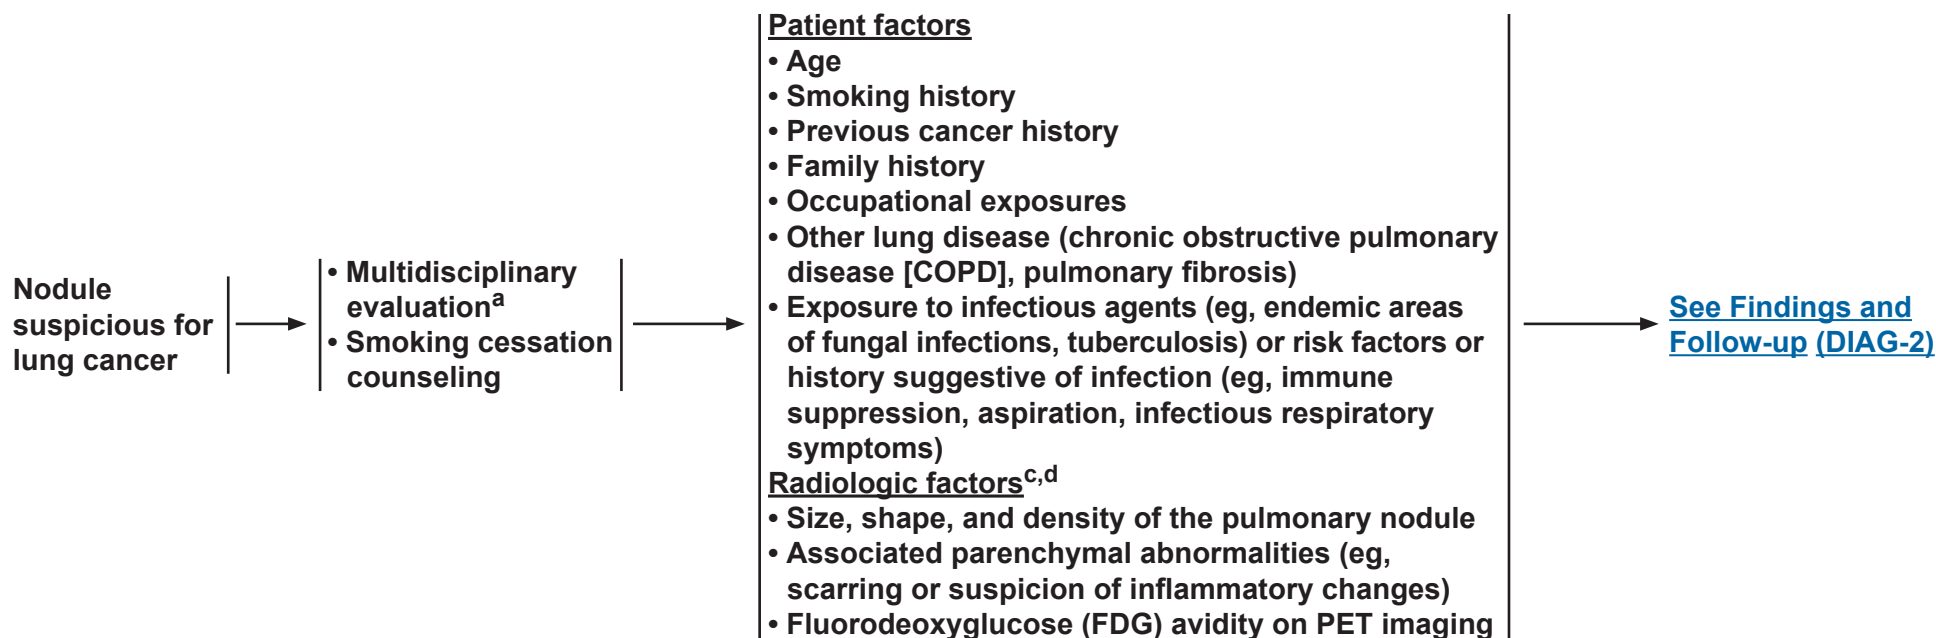 Nodule
suspicious for
lung cancer
• Multidisciplinary
evaluationa
• Smoking cessation
counseling
Patient factors
• Age
• Smoking history
• Previous cancer history
• Family history
• Occupational exposures
• Other lung disease (chronic obstructive pulmonary
disease [COPD], pulmonary fibrosis)
• Exposure to infectious agents (eg, endemic areas
of fungal infections, tuberculosis) or risk factors or
history suggestive of infection (eg, immune
suppression, aspiration, infectious respiratory
symptoms)
Radiologic factorsc,d
• Size, shape, and density of the pulmonary nodule
• Associated parenchymal abnormalities (eg,
scarring or suspicion of inflammatory changes)
• Fluorodeoxyglucose (FDG) avidity on PET imaging
See Findings and
Follow-up (DIAG-2)